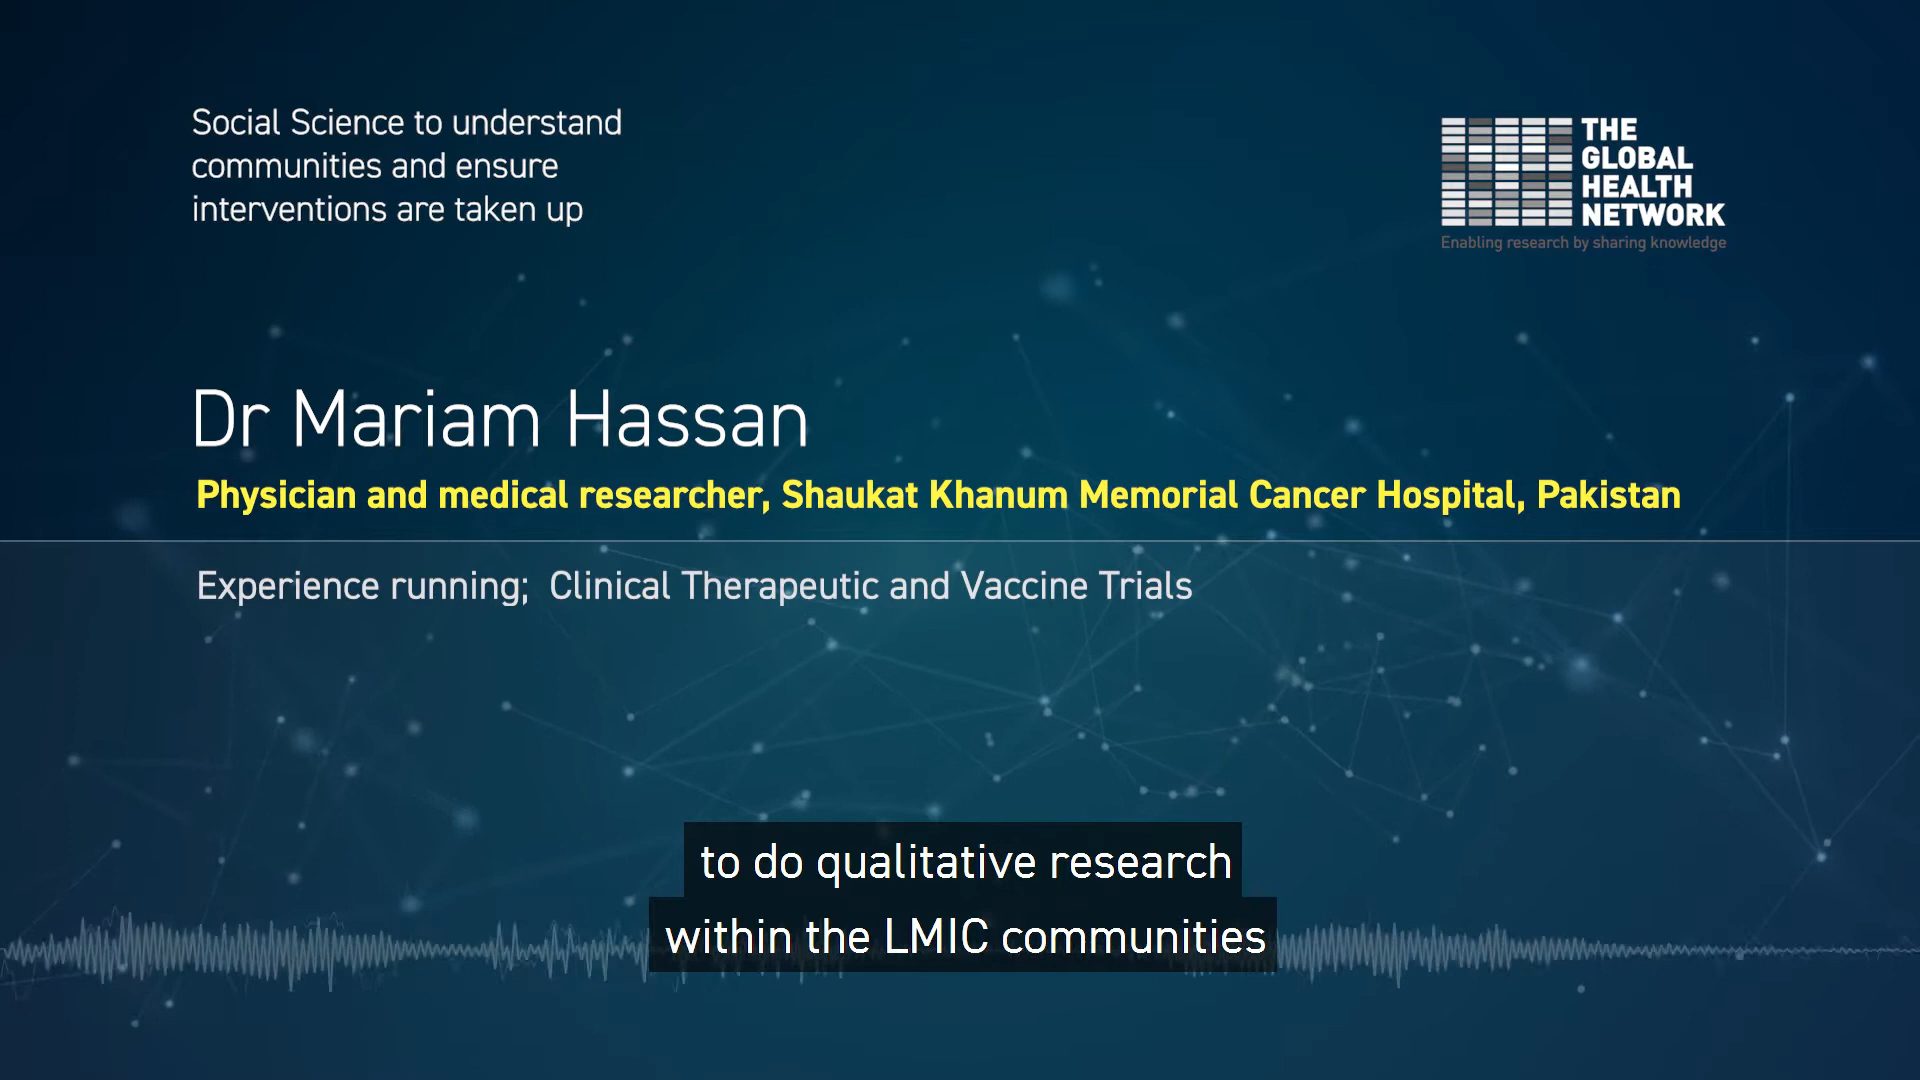 Social Science to understand
communities and ensure
interventions are taken up
THE
GLOBAL
HEALTH
NETWORK
Enabling research by sharing knowledge
Dr Mariam Hassan
Physician and medical researcher, Shaukat Khanum Memorial Cancer Hospital, Pakistan
Experience running;  Clinical Therapeutic and Vaccine Trials
to do qualitative research
within the LMIC communities